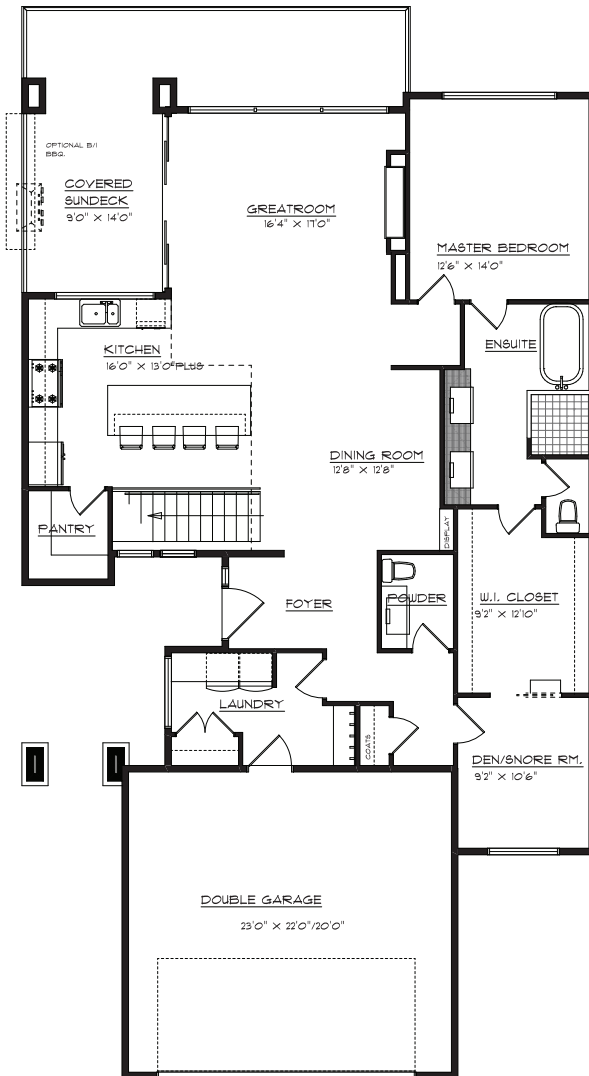 OPTIONAL B/I
BBQ.
COVERED
SUNDECK
9'0" X 14'0"
GREATROOM
16'4" X 17'0"
MASTER BEDROOM
12'6" X 14'0"
KITCHEN
16'0" X 13'0" PLUS
ENSUITE
DINING ROOM
12'8" X 12'8"
PANTRY
DISPLAY
FOYER
POWDER
W.I. CLOSET
9'2" X 12'10"
LAUNDRY
COATS
DEN/SNORE RM.
9'2" X 10'6"
DOUBLE GARAGE
23'0" X 22'0"/20'0"